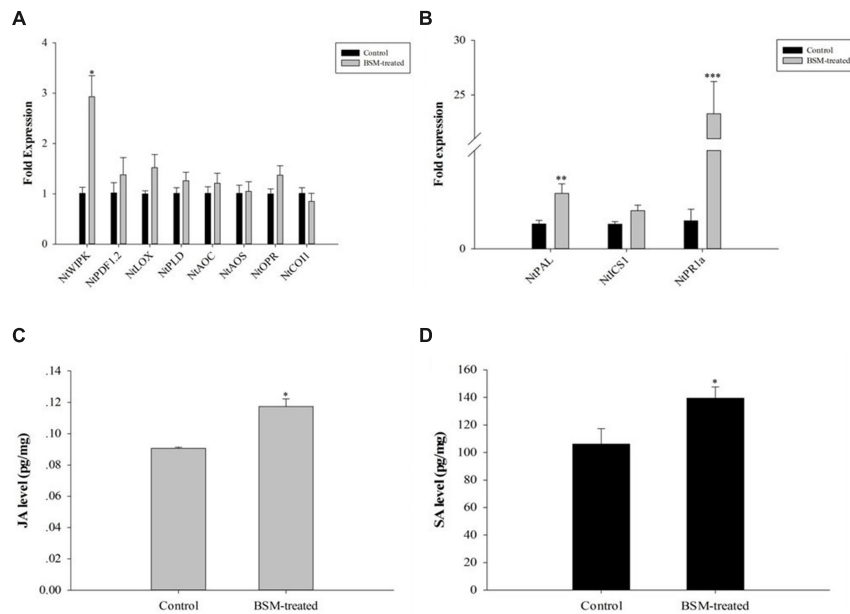 A
4
3
2
1
0
Fold Expression
*
Control
BSM-treated
NtWIPK
NtPDF1.2
NtLOX
NtPLD
NtAOC
NtAOS
NtOPR
NtCOI1
B
30
25
0
Fold expression
**
***
Control
BSM-treated
NtPAL
NtICS1
NtPR1a
C
.14
.12
.10
.08
.06
.04
.02
0.00
JA level (pg/mg)
*
Control
BSM-treated
D
160
140
120
100
80
60
40
20
0
SA level (pg/mg)
*
Control
BSM-treated